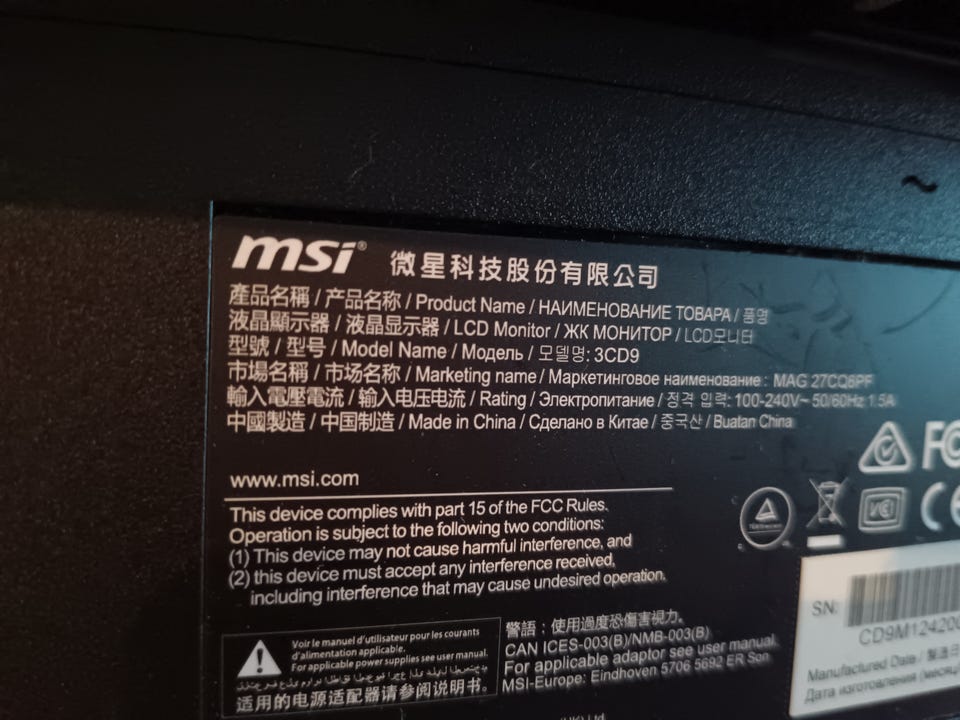 msi® 微星科技股份有限公司
產品名稱 / 产品名称 / Product Name / НАИМЕНОВАНИЕ ТОВАРА / 품명
液晶顯示器 / 液晶显示器 / LCD Monitor / ЖК МОНИТОР / LCD모니터
型號 / 型号 / Model Name / Модель / 모델명: 3CD9
市場名稱 / 市场名称 / Marketing name / Маркетинговое наименование : MAG 27CQ6PF
輸入電壓電流 / 输入电压电流 / Rating / Электропитание / 정격 입력: 100-240V~ 50/60Hz 1.5A
中國製造 / 中国制造 / Made in China / Сделано в Китае / 중국산 / Buatan China
www.msi.com
This device complies with part 15 of the FCC Rules.
Operation is subject to the following two conditions:
(1) This device may not cause harmful interference, and
(2) this device must accept any interference received,
including interference that may cause undesired operation.
FC
CE
Voir le manuel d'utilisateur pour les courants
d'alimentation applicable.
For applicable power supplies see user manual.
适用的电源适配器请参阅说明书。
警語：使用過度恐傷害視力。
CAN ICES-003(B)/NMB-003(B)
For applicable adaptor see user manual.
MSI-Europe: Eindhoven 5706 5692 ER Son
SN:
CD9M124200
Manufactured Date / 製造日
Дата изготовления (месяц
Ltd